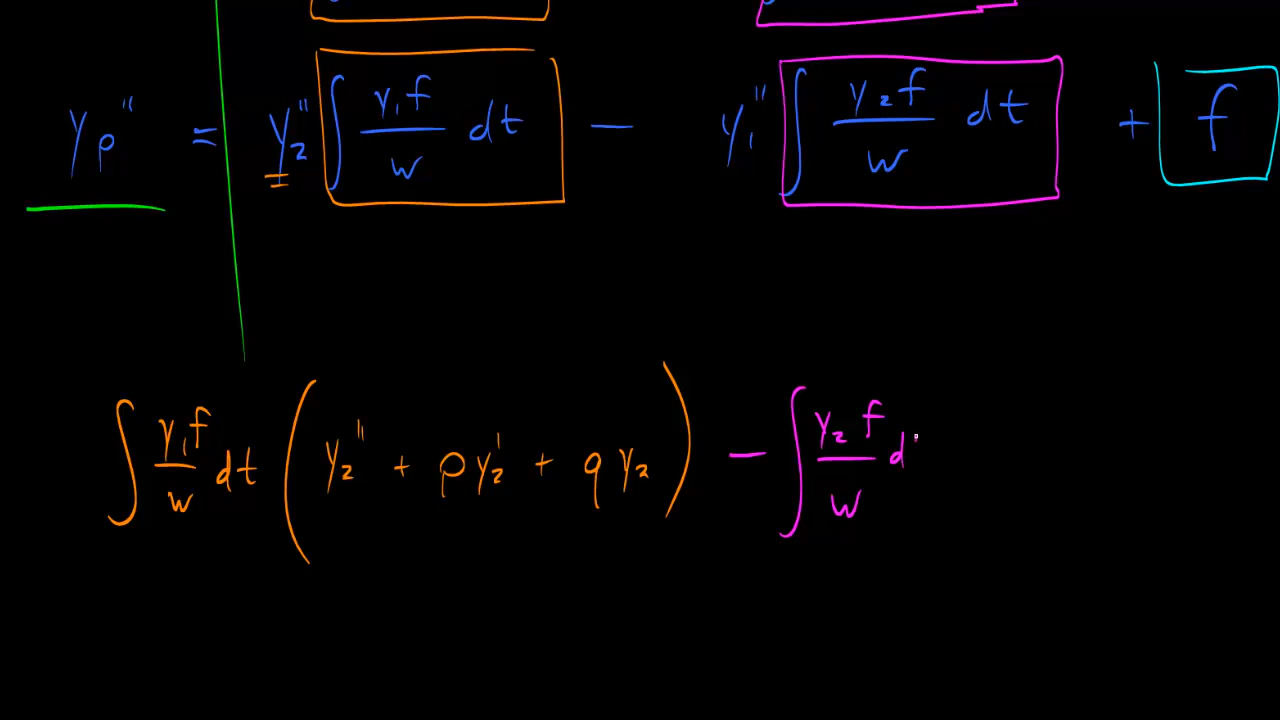 y_p'' = y_2'' ∫ y_1 f / w dt − y_1'' ∫ y_2 f / w dt + f
∫ y_1 f / w dt ( y_2'' + p y_2' + q y_2 ) − ∫ y_2 f / w d